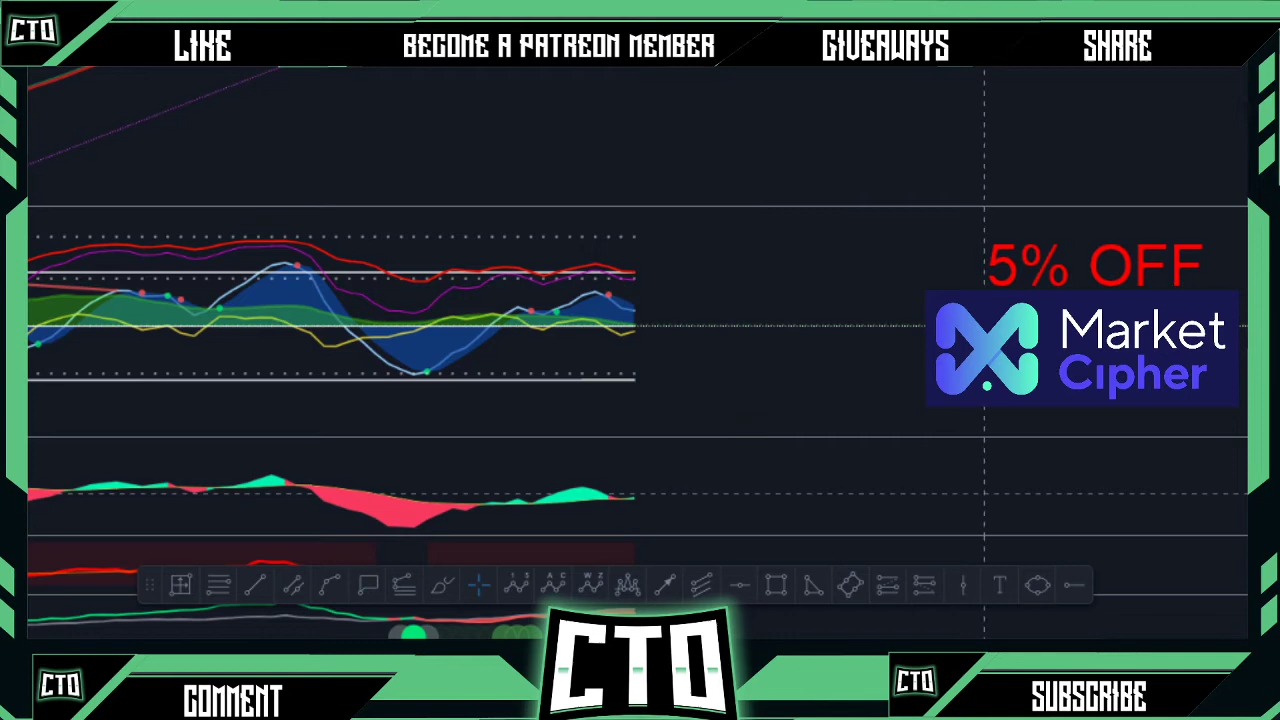 CTO
LIKE
BECOME A PATREON MEMBER
GIVEAWAYS
SHARE
5% OFF
Market
Cipher
CTO
COMMENT
CTO
CTO
SUBSCRIBE